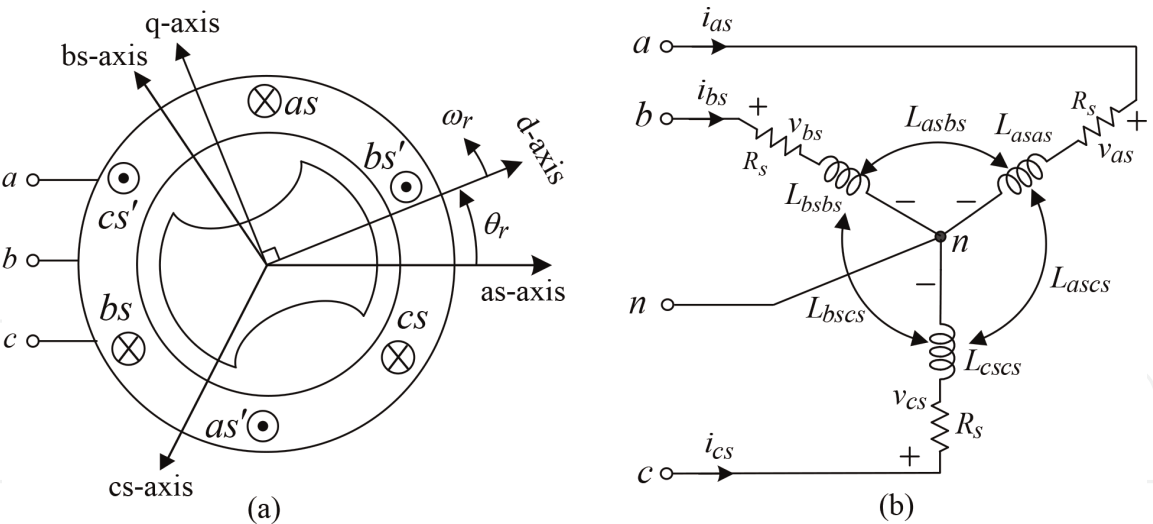 q-axis
bs-axis
as
ωr
d-axis
bs'
a
cs'
θr
b
as-axis
bs
cs
c
as'
cs-axis
(a)
a
ias
b
ibs
+
vbs
Rs
Lasbs
Lasas
Rs
+
vas
Lbsbs
−
−
n
n
Lbscs
−
Lascs
Lcscs
vcs
Rs
+
c
ics
(b)